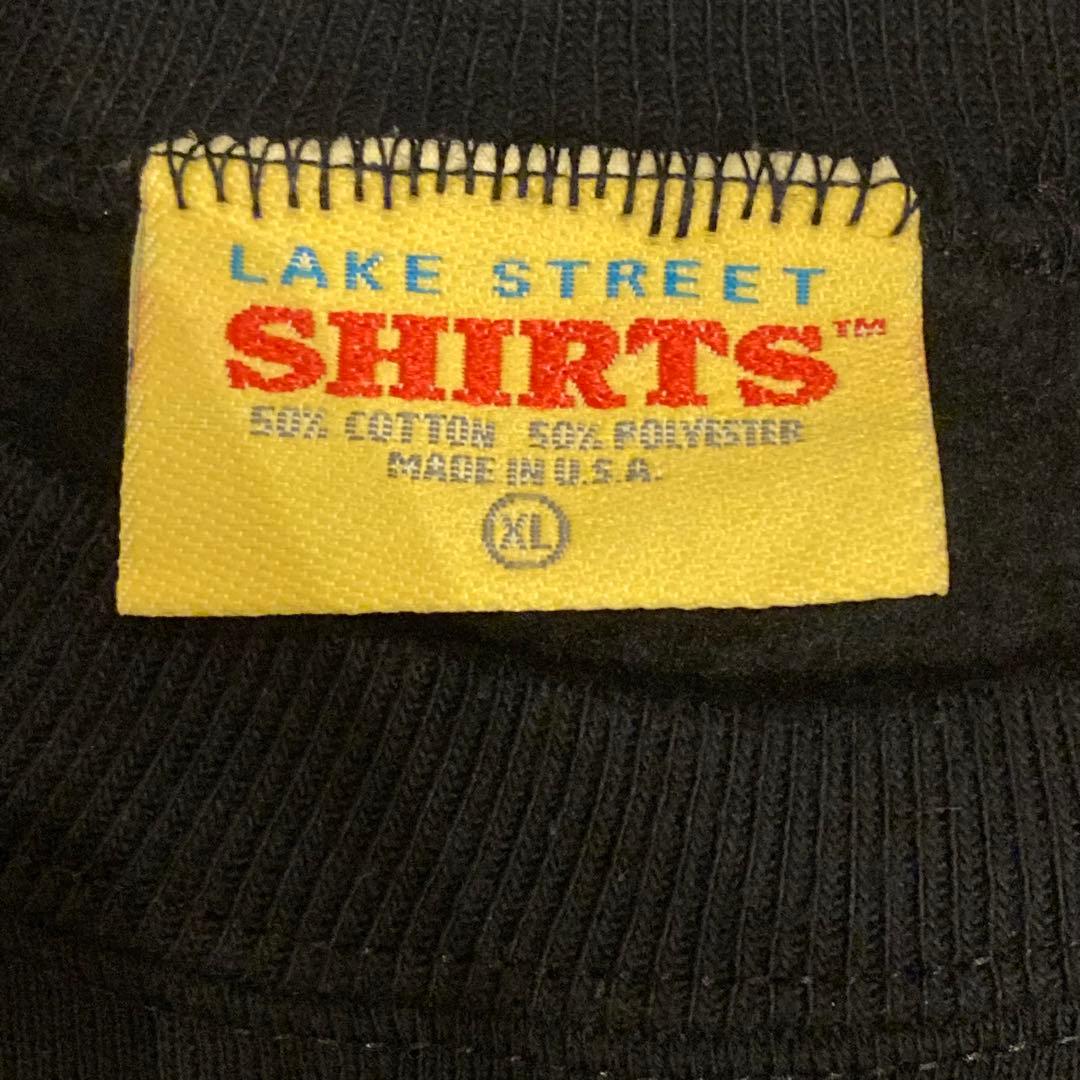 LAKE STREET
SHIRTS™
50% COTTON 50% POLYESTER
MADE IN U.S.A.
XL